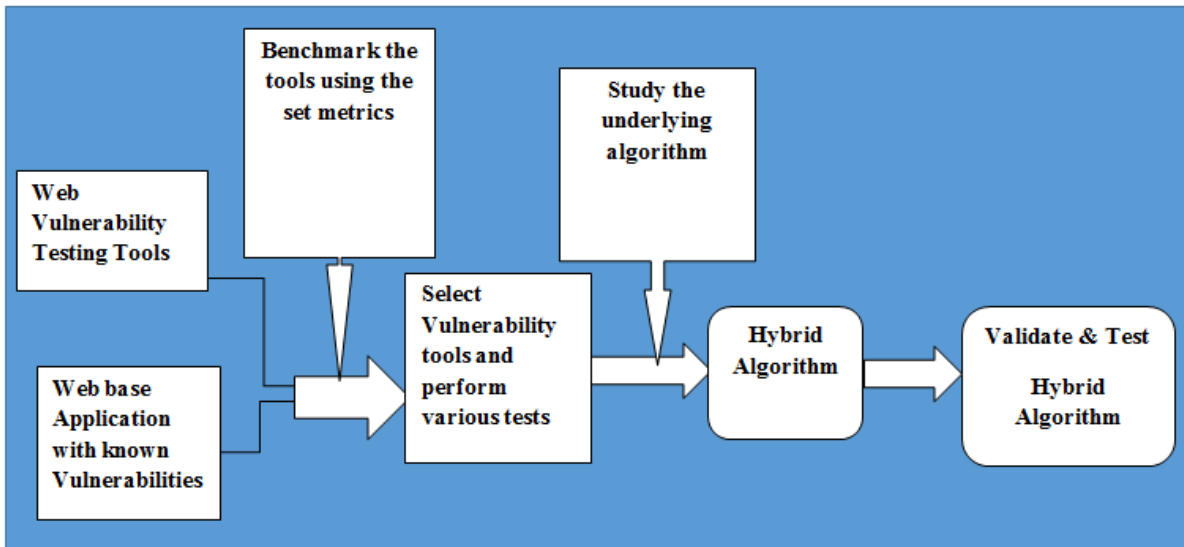 Benchmark the
tools using the
set metrics
Study the
underlying
algorithm
Web
Vulnerability
Testing Tools
Select
Vulnerability
tools and
perform
various tests
Hybrid
Algorithm
Validate & Test
Hybrid
Algorithm
Web base
Application
with known
Vulnerabilities